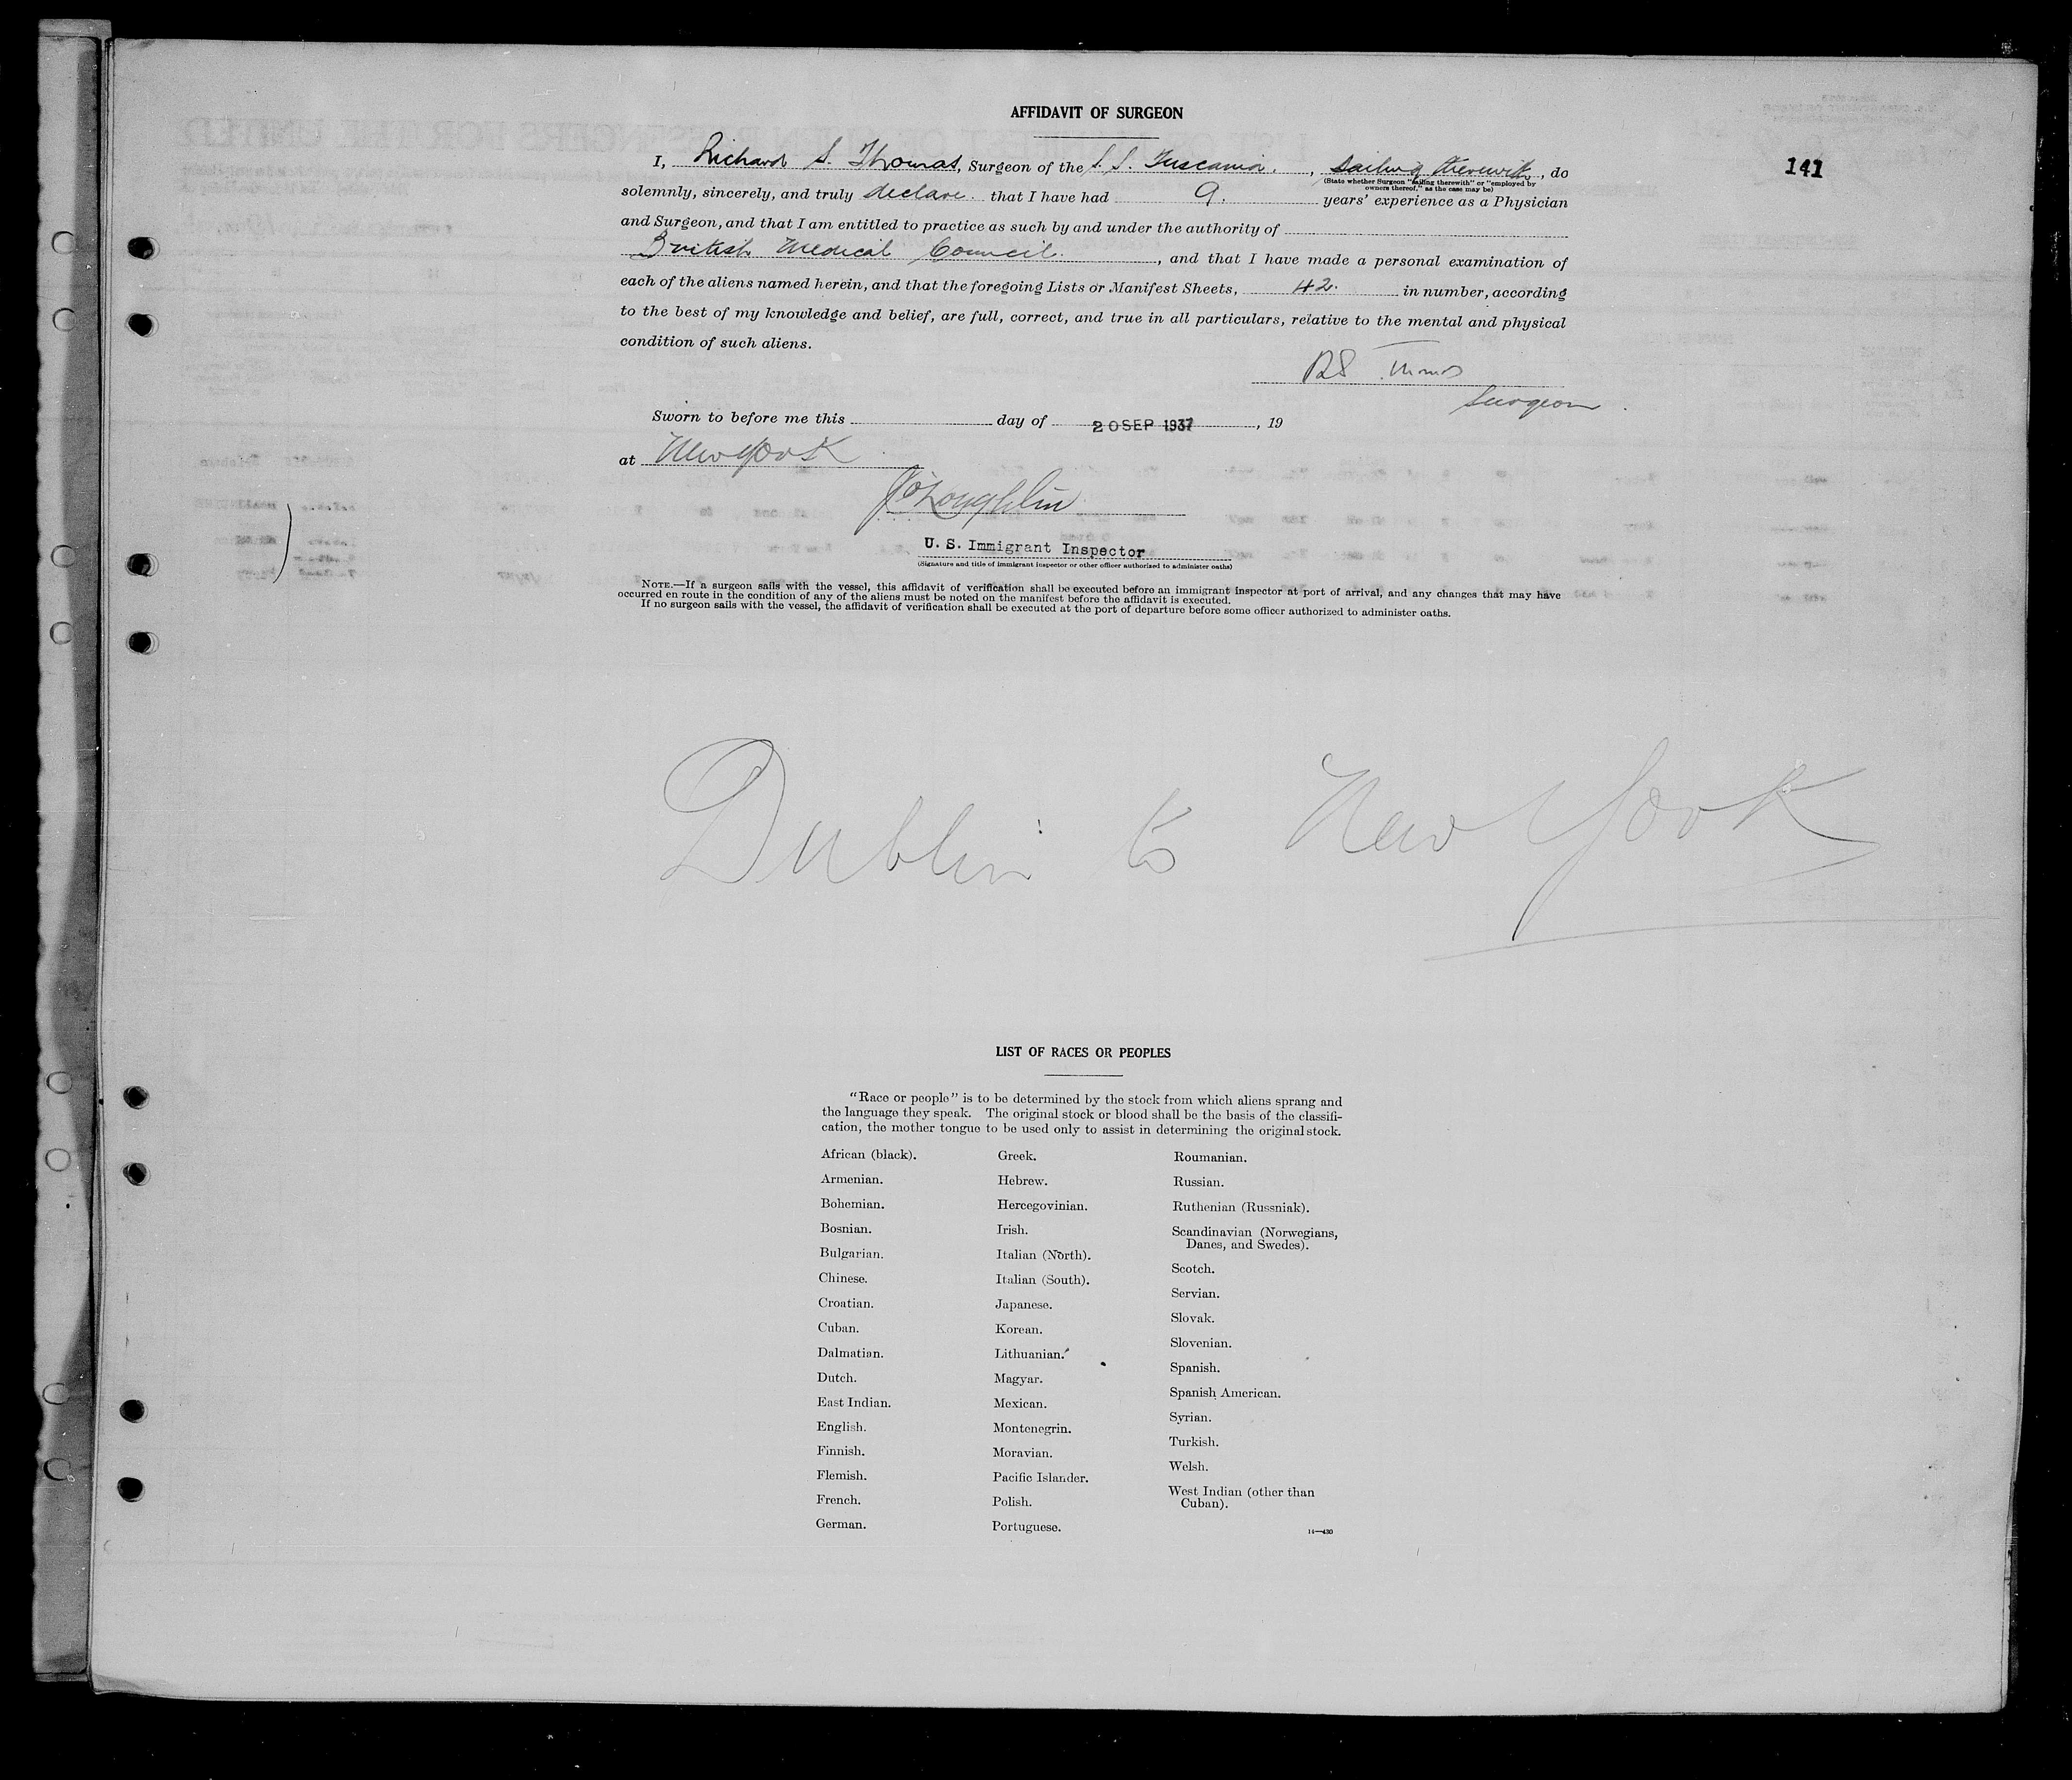 AFFIDAVIT OF SURGEON
141
I, Richard S. Thomas, Surgeon of the S. S. Tuscania. , sailing therewith, do
(State whether Surgeon "sailing therewith" or "employed by
owners thereof," as the case may be)
solemnly, sincerely, and truly declare. that I have had 9. years' experience as a Physician
and Surgeon, and that I am entitled to practice as such by and under the authority of
British Medical Council. , and that I have made a personal examination of
each of the aliens named herein, and that the foregoing Lists or Manifest Sheets, 42. in number, according
to the best of my knowledge and belief, are full, correct, and true in all particulars, relative to the mental and physical
condition of such aliens.
RS Thomas
Surgeon.
Sworn to before me this day of 20 SEP 1937, 19
at New York
O'Loughlin
U. S. Immigrant Inspector
(Signature and title of immigrant inspector or other officer authorized to administer oaths)
NOTE.—If a surgeon sails with the vessel, this affidavit of verification shall be executed before an immigrant inspector at port of arrival, and any changes that may have
occurred en route in the condition of any of the aliens must be noted on the manifest before the affidavit is executed.
If no surgeon sails with the vessel, the affidavit of verification shall be executed at the port of departure before some officer authorized to administer oaths.
Dublin to New York
LIST OF RACES OR PEOPLES
"Race or people" is to be determined by the stock from which aliens sprang and
the language they speak. The original stock or blood shall be the basis of the classifi-
cation, the mother tongue to be used only to assist in determining the original stock.
African (black).
Armenian.
Bohemian.
Bosnian.
Bulgarian.
Chinese.
Croatian.
Cuban.
Dalmatian.
Dutch.
East Indian.
English.
Finnish.
Flemish.
French.
German.
Greek.
Hebrew.
Hercegovinian.
Irish.
Italian (North).
Italian (South).
Japanese.
Korean.
Lithuanian.
Magyar.
Mexican.
Montenegrin.
Moravian.
Pacific Islander.
Polish.
Portuguese.
Roumanian.
Russian.
Ruthenian (Russniak).
Scandinavian (Norwegians,
Danes, and Swedes).
Scotch.
Servian.
Slovak.
Slovenian.
Spanish.
Spanish American.
Syrian.
Turkish.
Welsh.
West Indian (other than
Cuban).
14—430